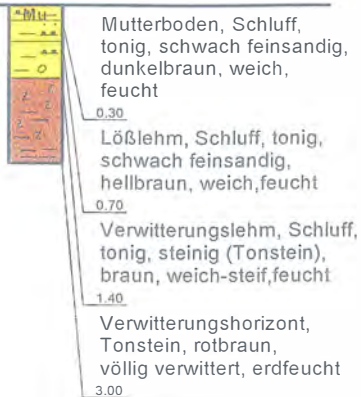 Mu
Mutterboden, Schluff,
tonig, schwach feinsandig,
dunkelbraun, weich,
feucht
0.30
Lößlehm, Schluff, tonig,
schwach feinsandig,
hellbraun, weich,feucht
0.70
Verwitterungslehm, Schluff,
tonig, steinig (Tonstein),
braun, weich-steif,feucht
1.40
Verwitterungshorizont,
Tonstein, rotbraun,
völlig verwittert, erdfeucht
3.00